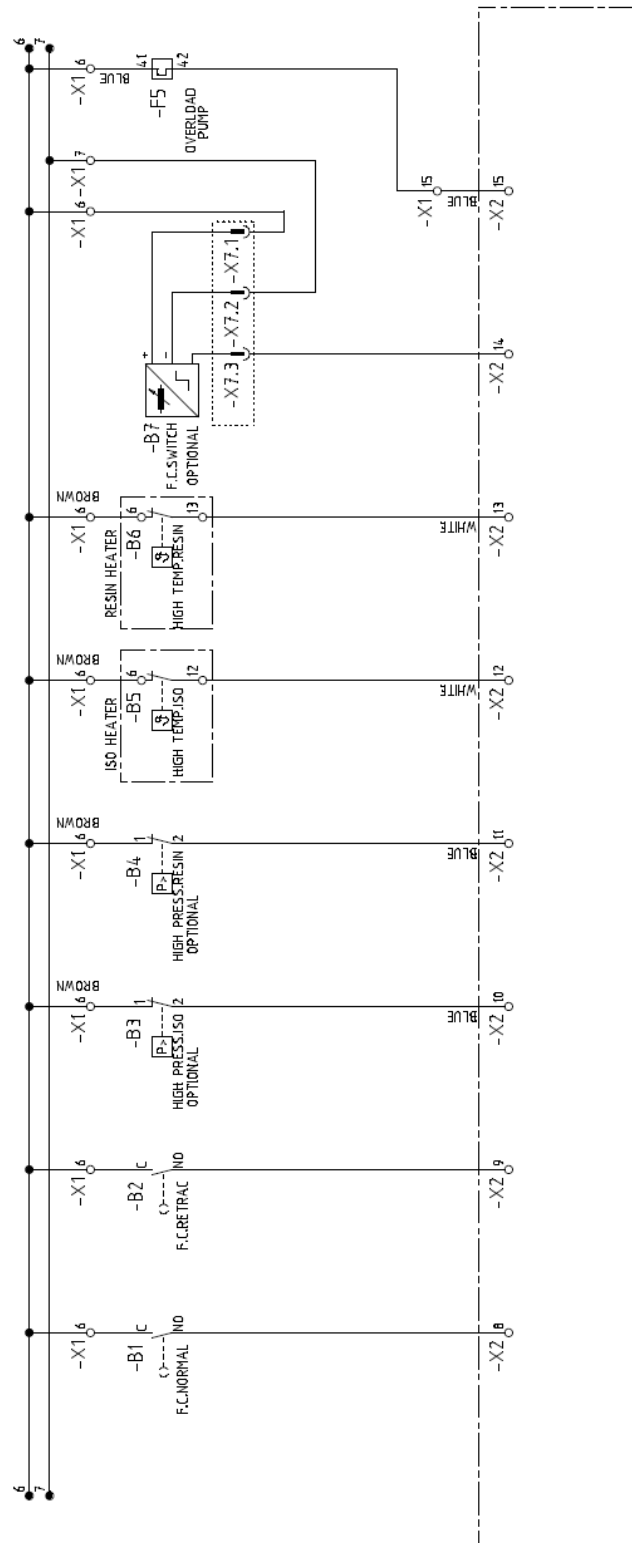 6
7
6
-X1
BLUE
41
42
-F5
OVERLOAD
PUMP
7
-X1
6
-X1
-X7.1
-X7.2
-X7.3
+
-
-B7
F.C.SWITCH
OPTIONAL
15
-X1
BLUE
15
-X2
14
-X2
BROWN
6
-X1
RESIN HEATER
6
-B6
13
HIGH TEMP.RESIN
WHITE
13
-X2
BROWN
6
-X1
ISO HEATER
6
-B5
12
HIGH TEMP.ISO
WHITE
12
-X2
BROWN
6
-X1
1
2
-B4
P>
HIGH PRESS.RESIN
OPTIONAL
BLUE
11
-X2
BROWN
6
-X1
1
2
-B3
P>
HIGH PRESS.ISO
OPTIONAL
BLUE
10
-X2
6
-X1
C
NO
-B2
F.C.RETRAC
9
-X2
6
-X1
C
NO
-B1
F.C.NORMAL
8
-X2
6
7